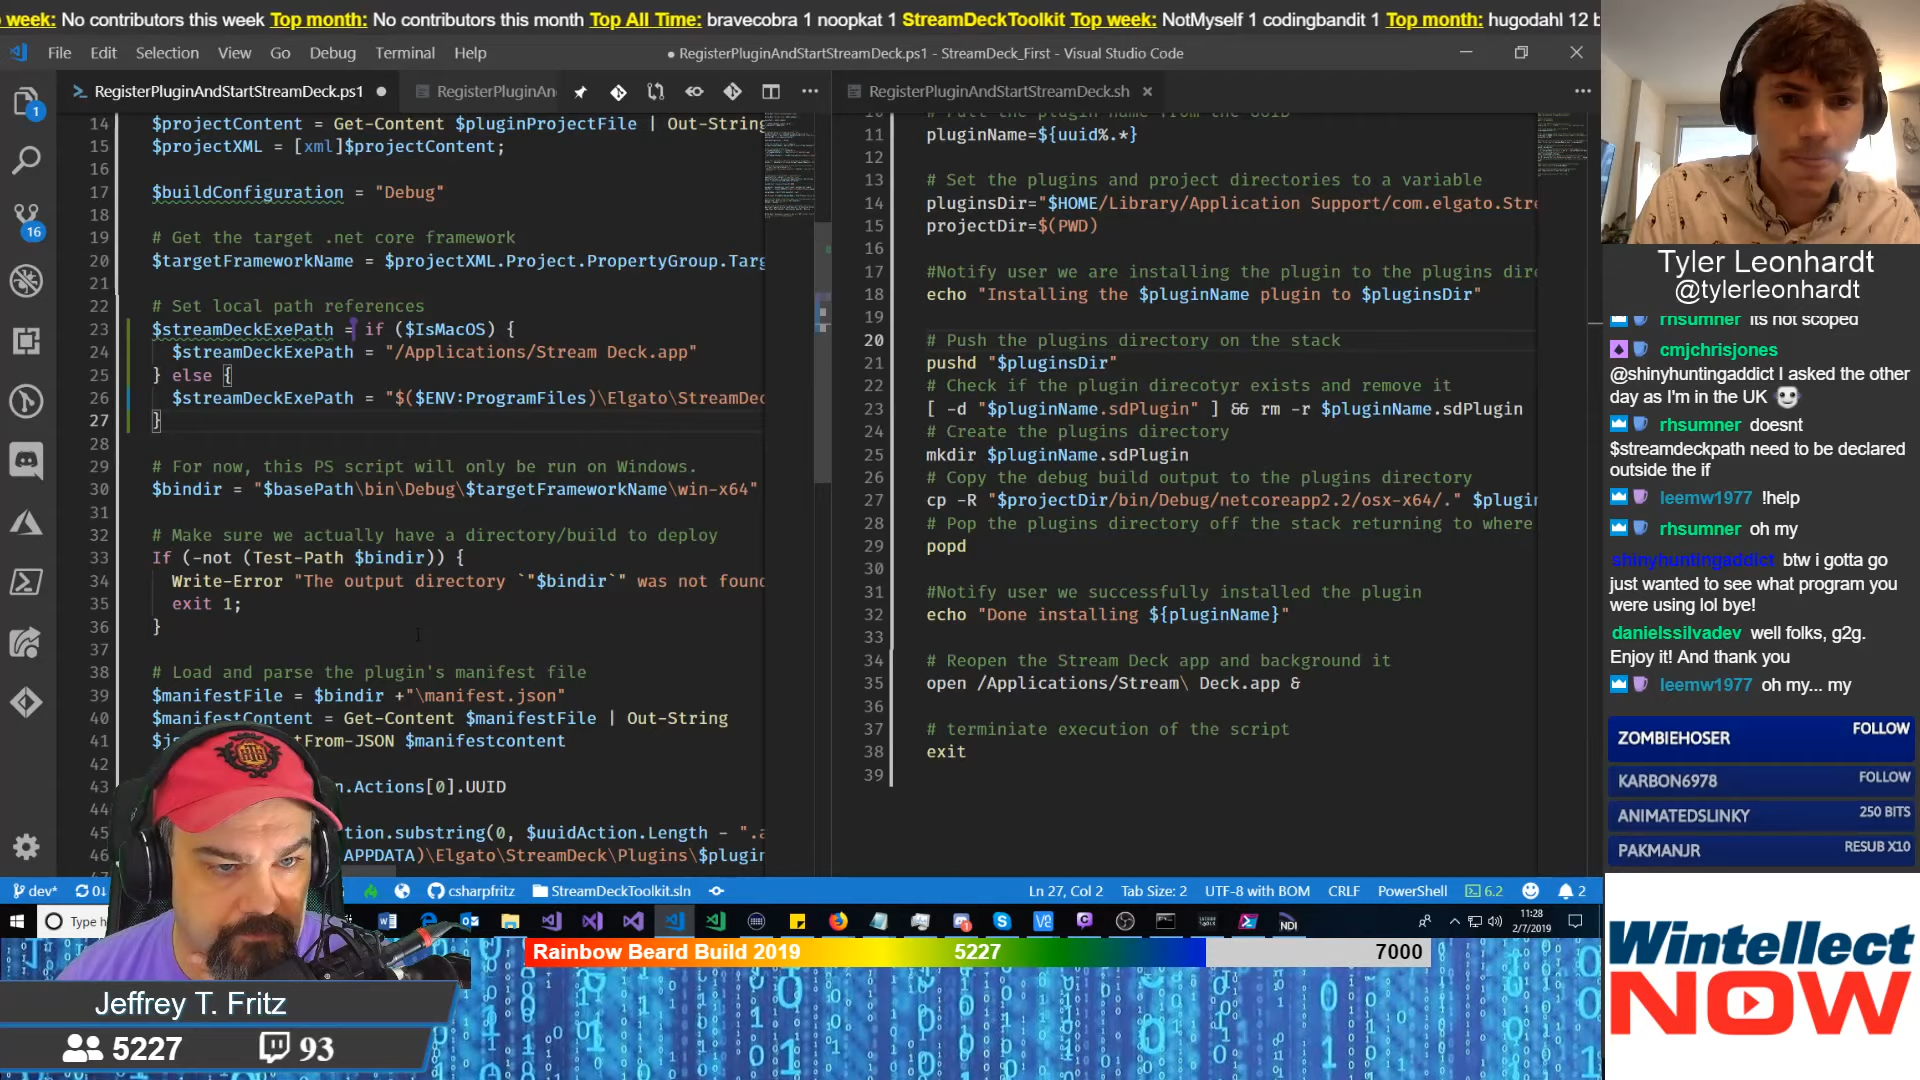 o week: No contributors this week Top month: No contributors this month Top All Time: bravecobra 1 noopkat 1 StreamDeckToolkit Top week: NotMyself 1 codingbandit 1 Top month: hugodahl 12 b
File Edit Selection View Go Debug Terminal Help
● RegisterPluginAndStartStreamDeck.ps1 - StreamDeck_First - Visual Studio Code
RegisterPluginAndStartStreamDeck.ps1 ●
RegisterPluginAn
RegisterPluginAndStartStreamDeck.sh
14 $projectContent = Get-Content $pluginProjectFile | Out-String
15 $projectXML = [xml]$projectContent;
16
17 $buildConfiguration = "Debug"
18
19 # Get the target .net core framework
20 $targetFrameworkName = $projectXML.Project.PropertyGroup.Targ
21
22 # Set local path references
23 $streamDeckExePath = if ($IsMacOS) {
24 $streamDeckExePath = "/Applications/Stream Deck.app"
25 } else {
26 $streamDeckExePath = "$($ENV:ProgramFiles)\Elgato\StreamDec
27 }
28
29 # For now, this PS script will only be run on Windows.
30 $bindir = "$basePath\bin\Debug\$targetFrameworkName\win-x64"
31
32 # Make sure we actually have a directory/build to deploy
33 If (-not (Test-Path $bindir)) {
34 Write-Error "The output directory `"$bindir`" was not found
35 exit 1;
36 }
37
38 # Load and parse the plugin's manifest file
39 $manifestFile = $bindir +"\manifest.json"
40 $manifestContent = Get-Content $manifestFile | Out-String
41 $j tFrom-JSON $manifestcontent
42
43 n.Actions[0].UUID
44
45 tion.substring(0, $uuidAction.Length - ".a
46 APPDATA)\Elgato\StreamDeck\Plugins\$plugin
# Pull the plugin name from the UUID
11 pluginName=${uuid%.*}
12
13 # Set the plugins and project directories to a variable
14 pluginsDir="$HOME/Library/Application Support/com.elgato.Stre
15 projectDir=$(PWD)
16
17 #Notify user we are installing the plugin to the plugins dire
18 echo "Installing the $pluginName plugin to $pluginsDir"
19
20 # Push the plugins directory on the stack
21 pushd "$pluginsDir"
22 # Check if the plugin direcotyr exists and remove it
23 [ -d "$pluginName.sdPlugin" ] && rm -r $pluginName.sdPlugin
24 # Create the plugins directory
25 mkdir $pluginName.sdPlugin
26 # Copy the debug build output to the plugins directory
27 cp -R "$projectDir/bin/Debug/netcoreapp2.2/osx-x64/." $plugin
28 # Pop the plugins directory off the stack returning to where
29 popd
30
31 #Notify user we successfully installed the plugin
32 echo "Done installing ${pluginName}"
33
34 # Reopen the Stream Deck app and background it
35 open /Applications/Stream\ Deck.app &
36
37 # terminiate execution of the script
38 exit
39
1
16
Tyler Leonhardt
@tylerleonhardt
rhsumner its not scoped
cmjchrisjones
@shinyhuntingaddict I asked the other
day as I'm in the UK
rhsumner doesnt
$streamdeckpath need to be declared
outside the if
leemw1977 !help
rhsumner oh my
shinyhuntingaddict btw i gotta go
just wanted to see what program you
were using lol bye!
danielssilvadev well folks, g2g.
Enjoy it! And thank you
leemw1977 oh my... my
ZOMBIEHOSER FOLLOW
KARBON6978 FOLLOW
ANIMATEDSLINKY 250 BITS
PAKMANJR RESUB X10
dev* 0↓ csharpfritz StreamDeckToolkit.sln Ln 27, Col 2 Tab Size: 2 UTF-8 with BOM CRLF PowerShell 6.2 2
Type h
NDI
11:28
2/7/2019
Rainbow Beard Build 2019 5227 7000
Jeffrey T. Fritz
5227 93
Wintellect
NOW